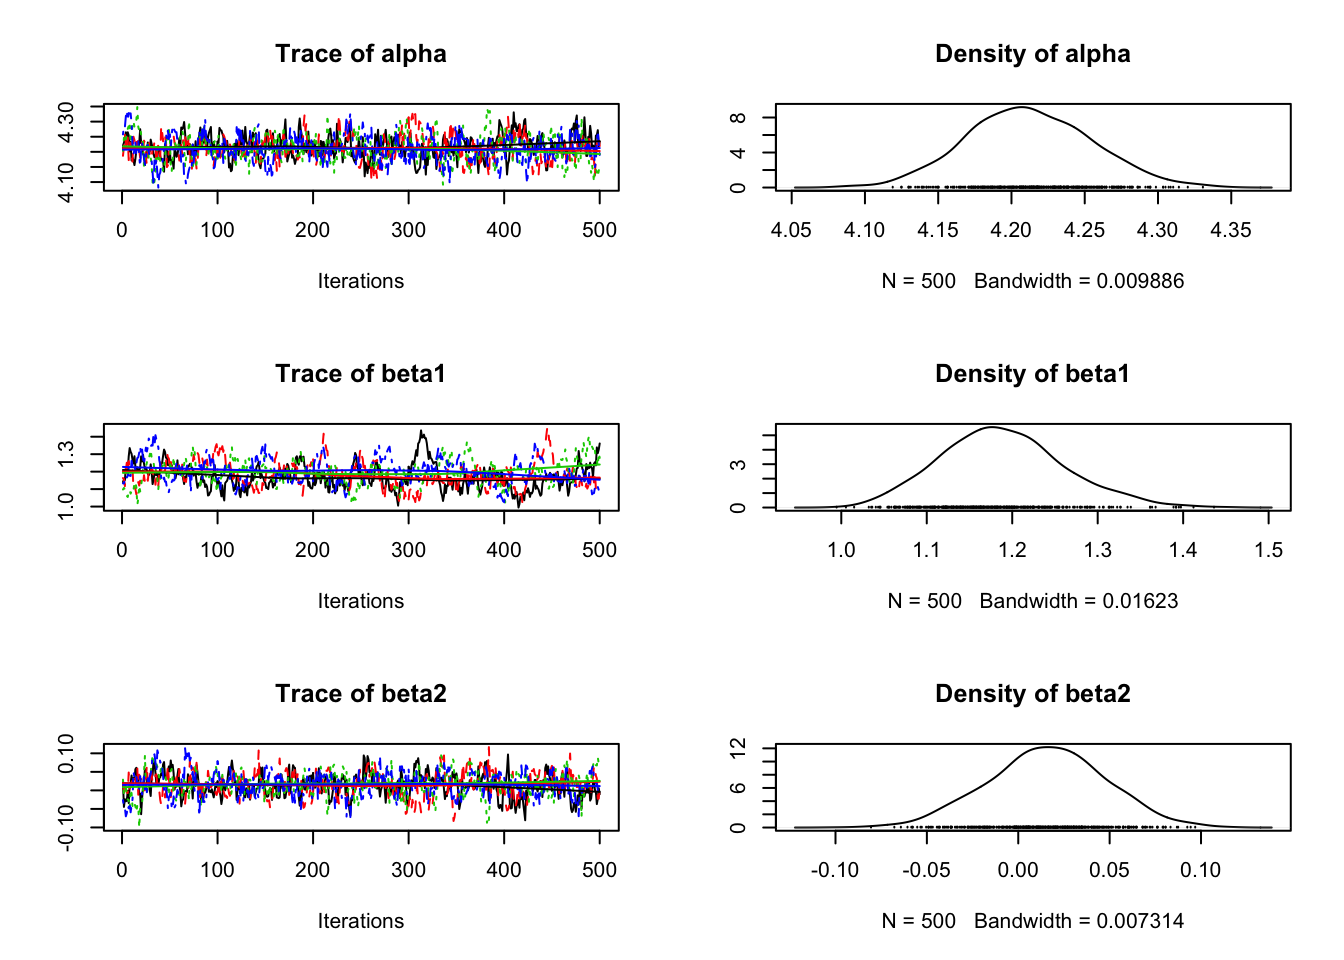 Trace of alpha
4.10 4.30
0 100 200 300 400 500
Iterations
Density of alpha
0 4 8
4.05 4.10 4.15 4.20 4.25 4.30 4.35
N = 500 Bandwidth = 0.009886
Trace of beta1
1.0 1.3
0 100 200 300 400 500
Iterations
Density of beta1
0 3
1.0 1.1 1.2 1.3 1.4 1.5
N = 500 Bandwidth = 0.01623
Trace of beta2
-0.10 0.10
0 100 200 300 400 500
Iterations
Density of beta2
0 6 12
-0.10 -0.05 0.00 0.05 0.10
N = 500 Bandwidth = 0.007314